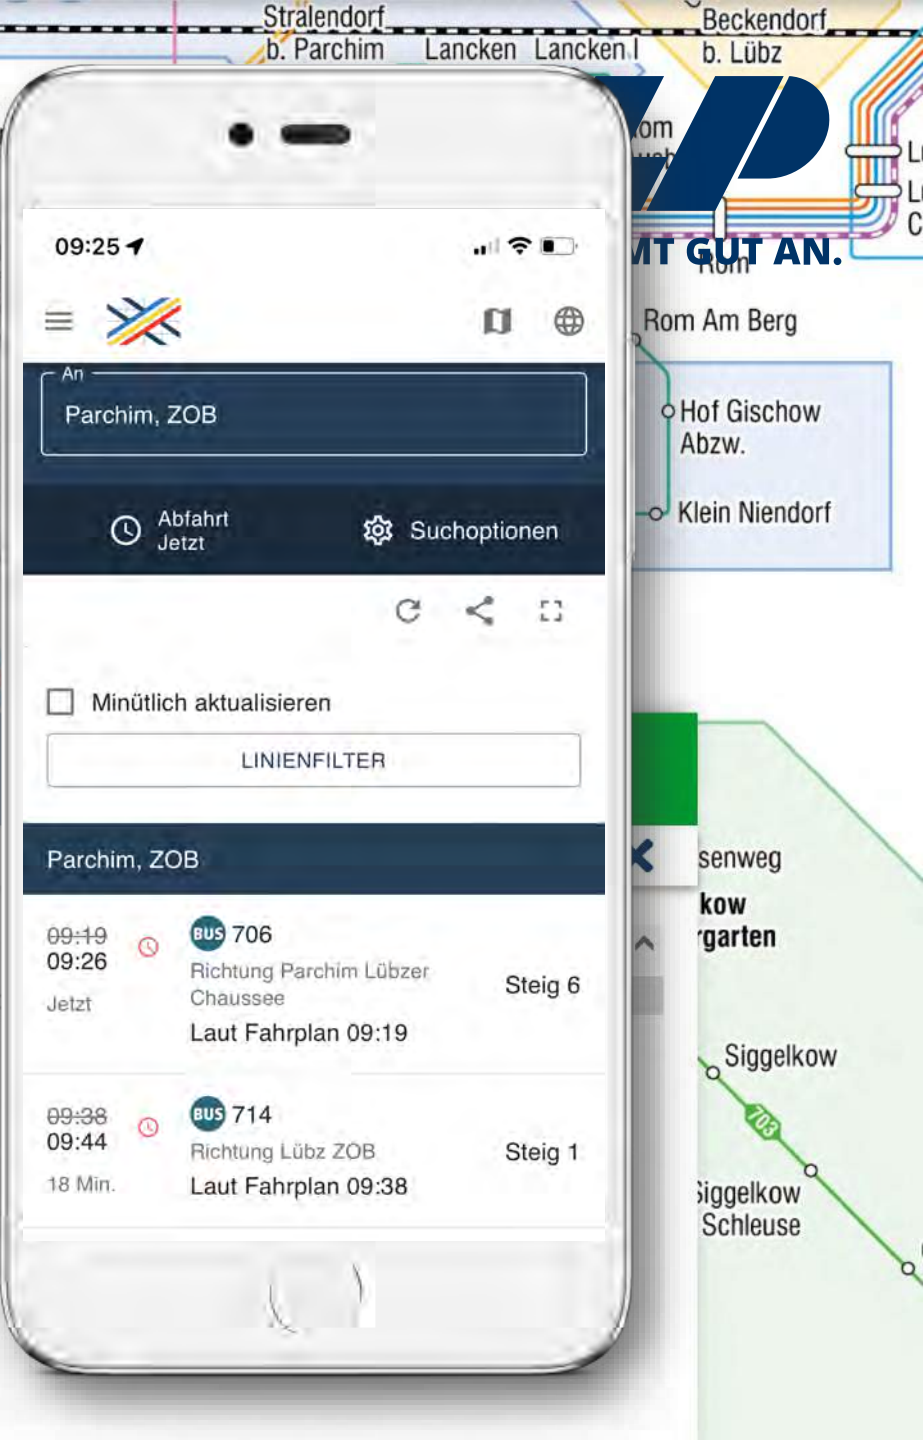 Stralendorf
b. Parchim
Lancken
Lancken
Beckendorf
b. Lübz
Rom
GUT AN.
Rom Am Berg
Hof Gischow
Abzw.
Klein Niendorf
09:25
An
Parchim, ZOB
Abfahrt
Jetzt
Suchoptionen
Minütlich aktualisieren
LINIENFILTER
Parchim, ZOB
09:19
09:26
Jetzt
BUS 706
Richtung Parchim Lübzer
Chaussee
Laut Fahrplan 09:19
Steig 6
09:38
09:44
18 Min.
BUS 714
Richtung Lübz ZOB
Laut Fahrplan 09:38
Steig 1
senweg
kow
rgarten
Siggelkow
703
Siggelkow
Schleuse